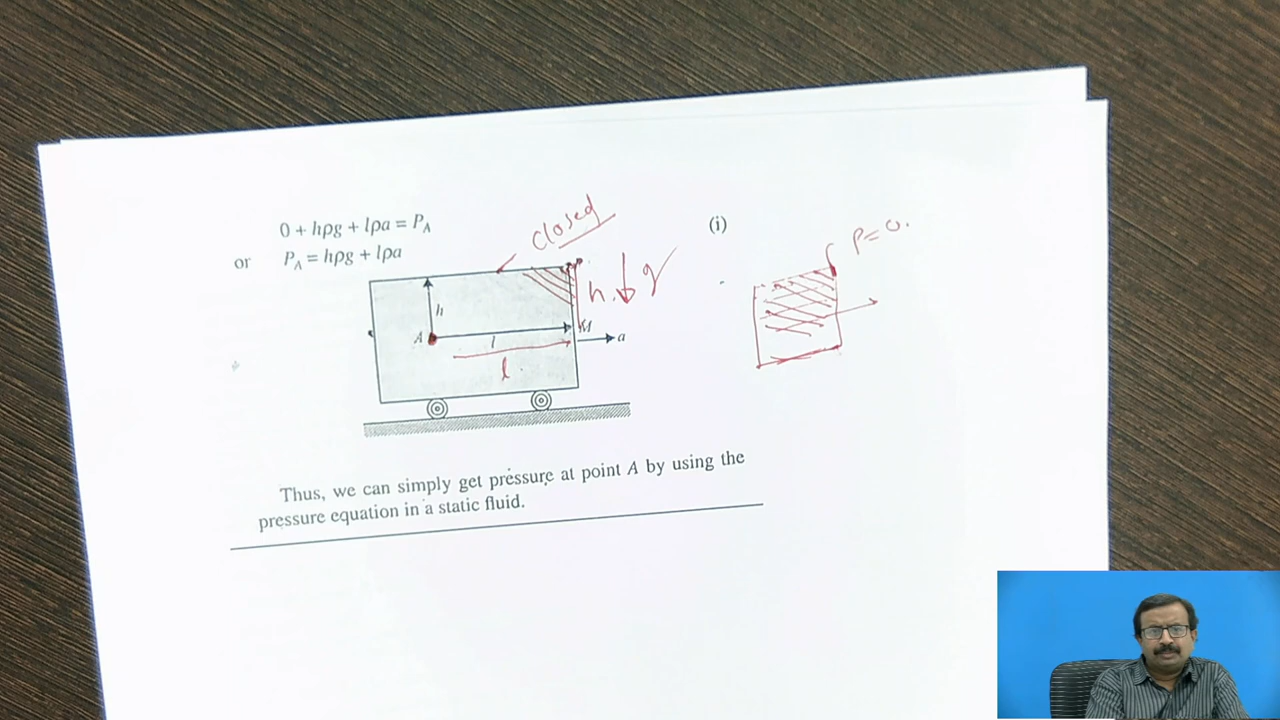 0 + hρg + lρa = P_A
(i)
or P_A = hρg + lρa
closed
P = 0.
h
h. g
A
M
l
a
l.
Thus, we can simply get pressure at point A by using the
pressure equation in a static fluid.